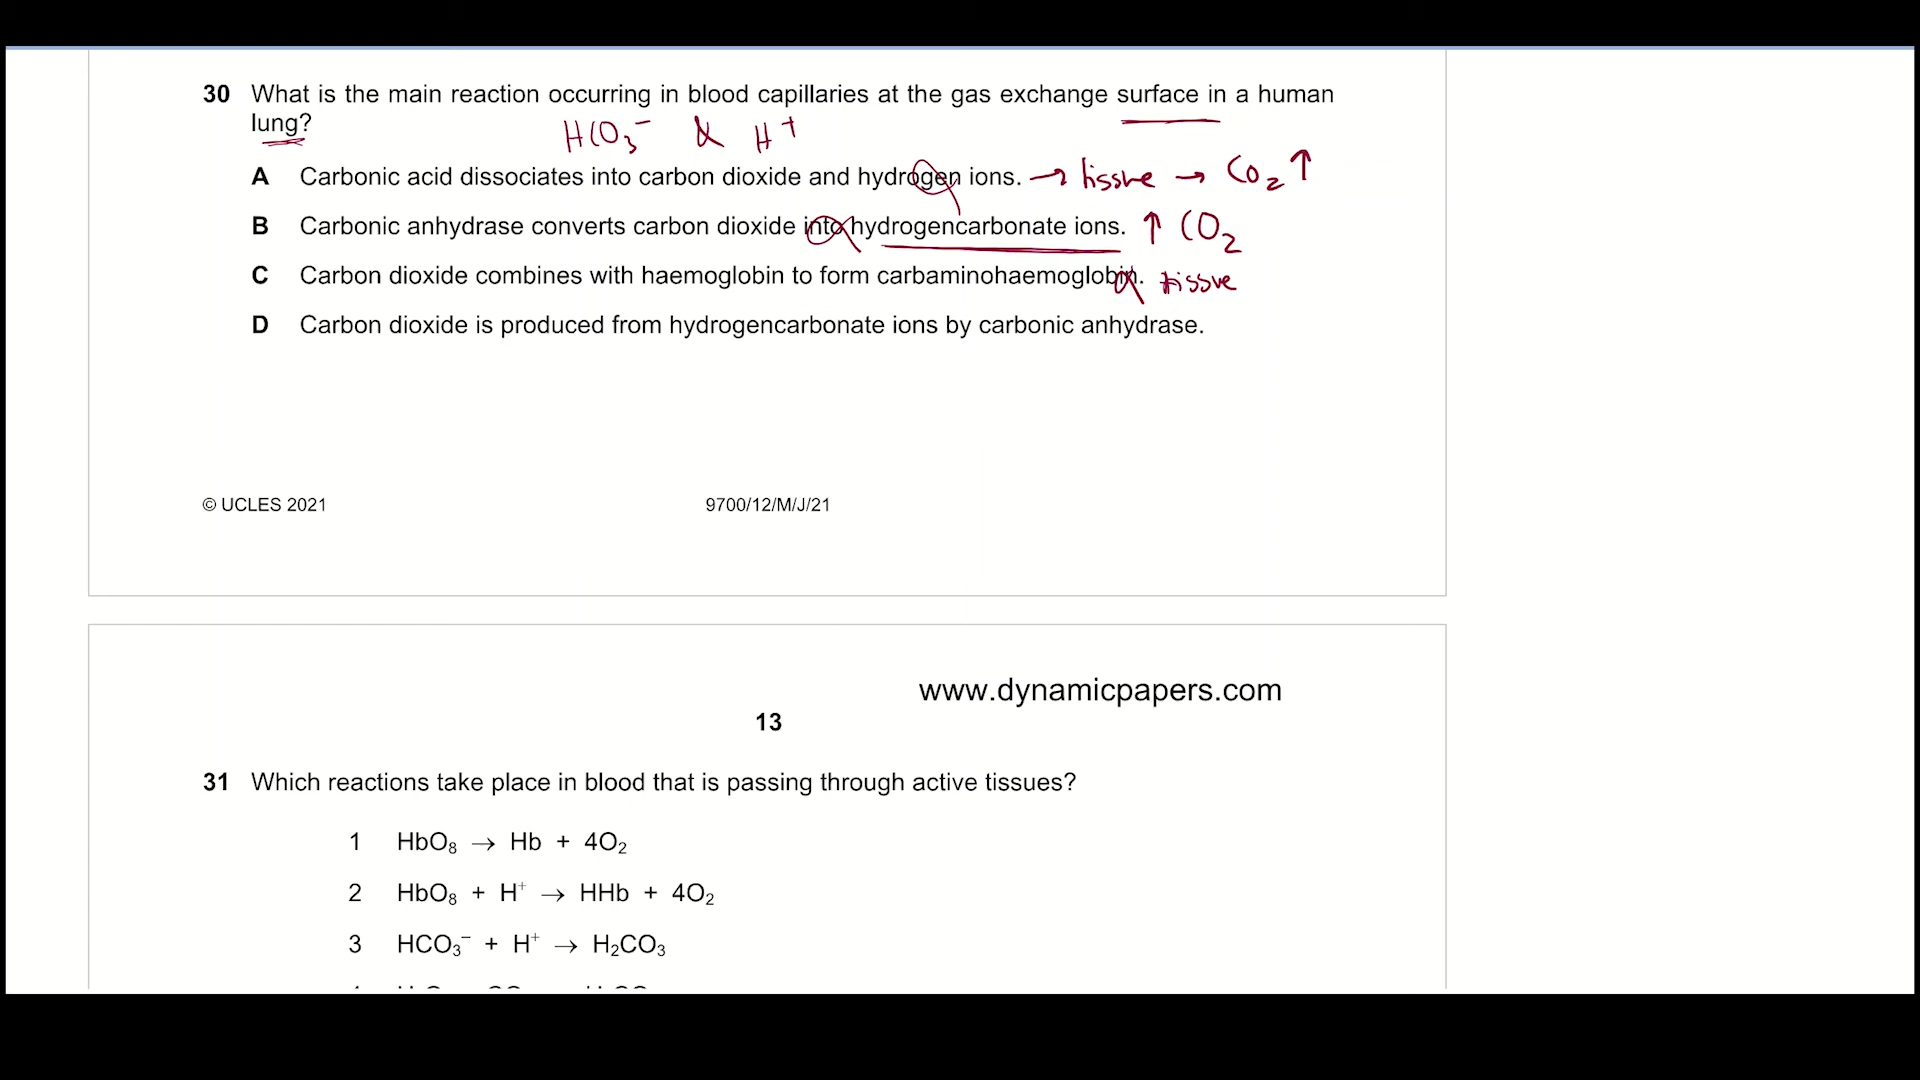 30 What is the main reaction occurring in blood capillaries at the gas exchange surface in a human
lung?
HCO₃⁻ & H⁺
A Carbonic acid dissociates into carbon dioxide and hydrogen ions. → tissue → CO₂ ↑
B Carbonic anhydrase converts carbon dioxide into hydrogencarbonate ions. ↑ CO₂
C Carbon dioxide combines with haemoglobin to form carbaminohaemoglobin. tissue
D Carbon dioxide is produced from hydrogencarbonate ions by carbonic anhydrase.
© UCLES 2021 9700/12/M/J/21
www.dynamicpapers.com
13
31 Which reactions take place in blood that is passing through active tissues?
1 HbO₈ → Hb + 4O₂
2 HbO₈ + H⁺ → HHb + 4O₂
3 HCO₃⁻ + H⁺ → H₂CO₃